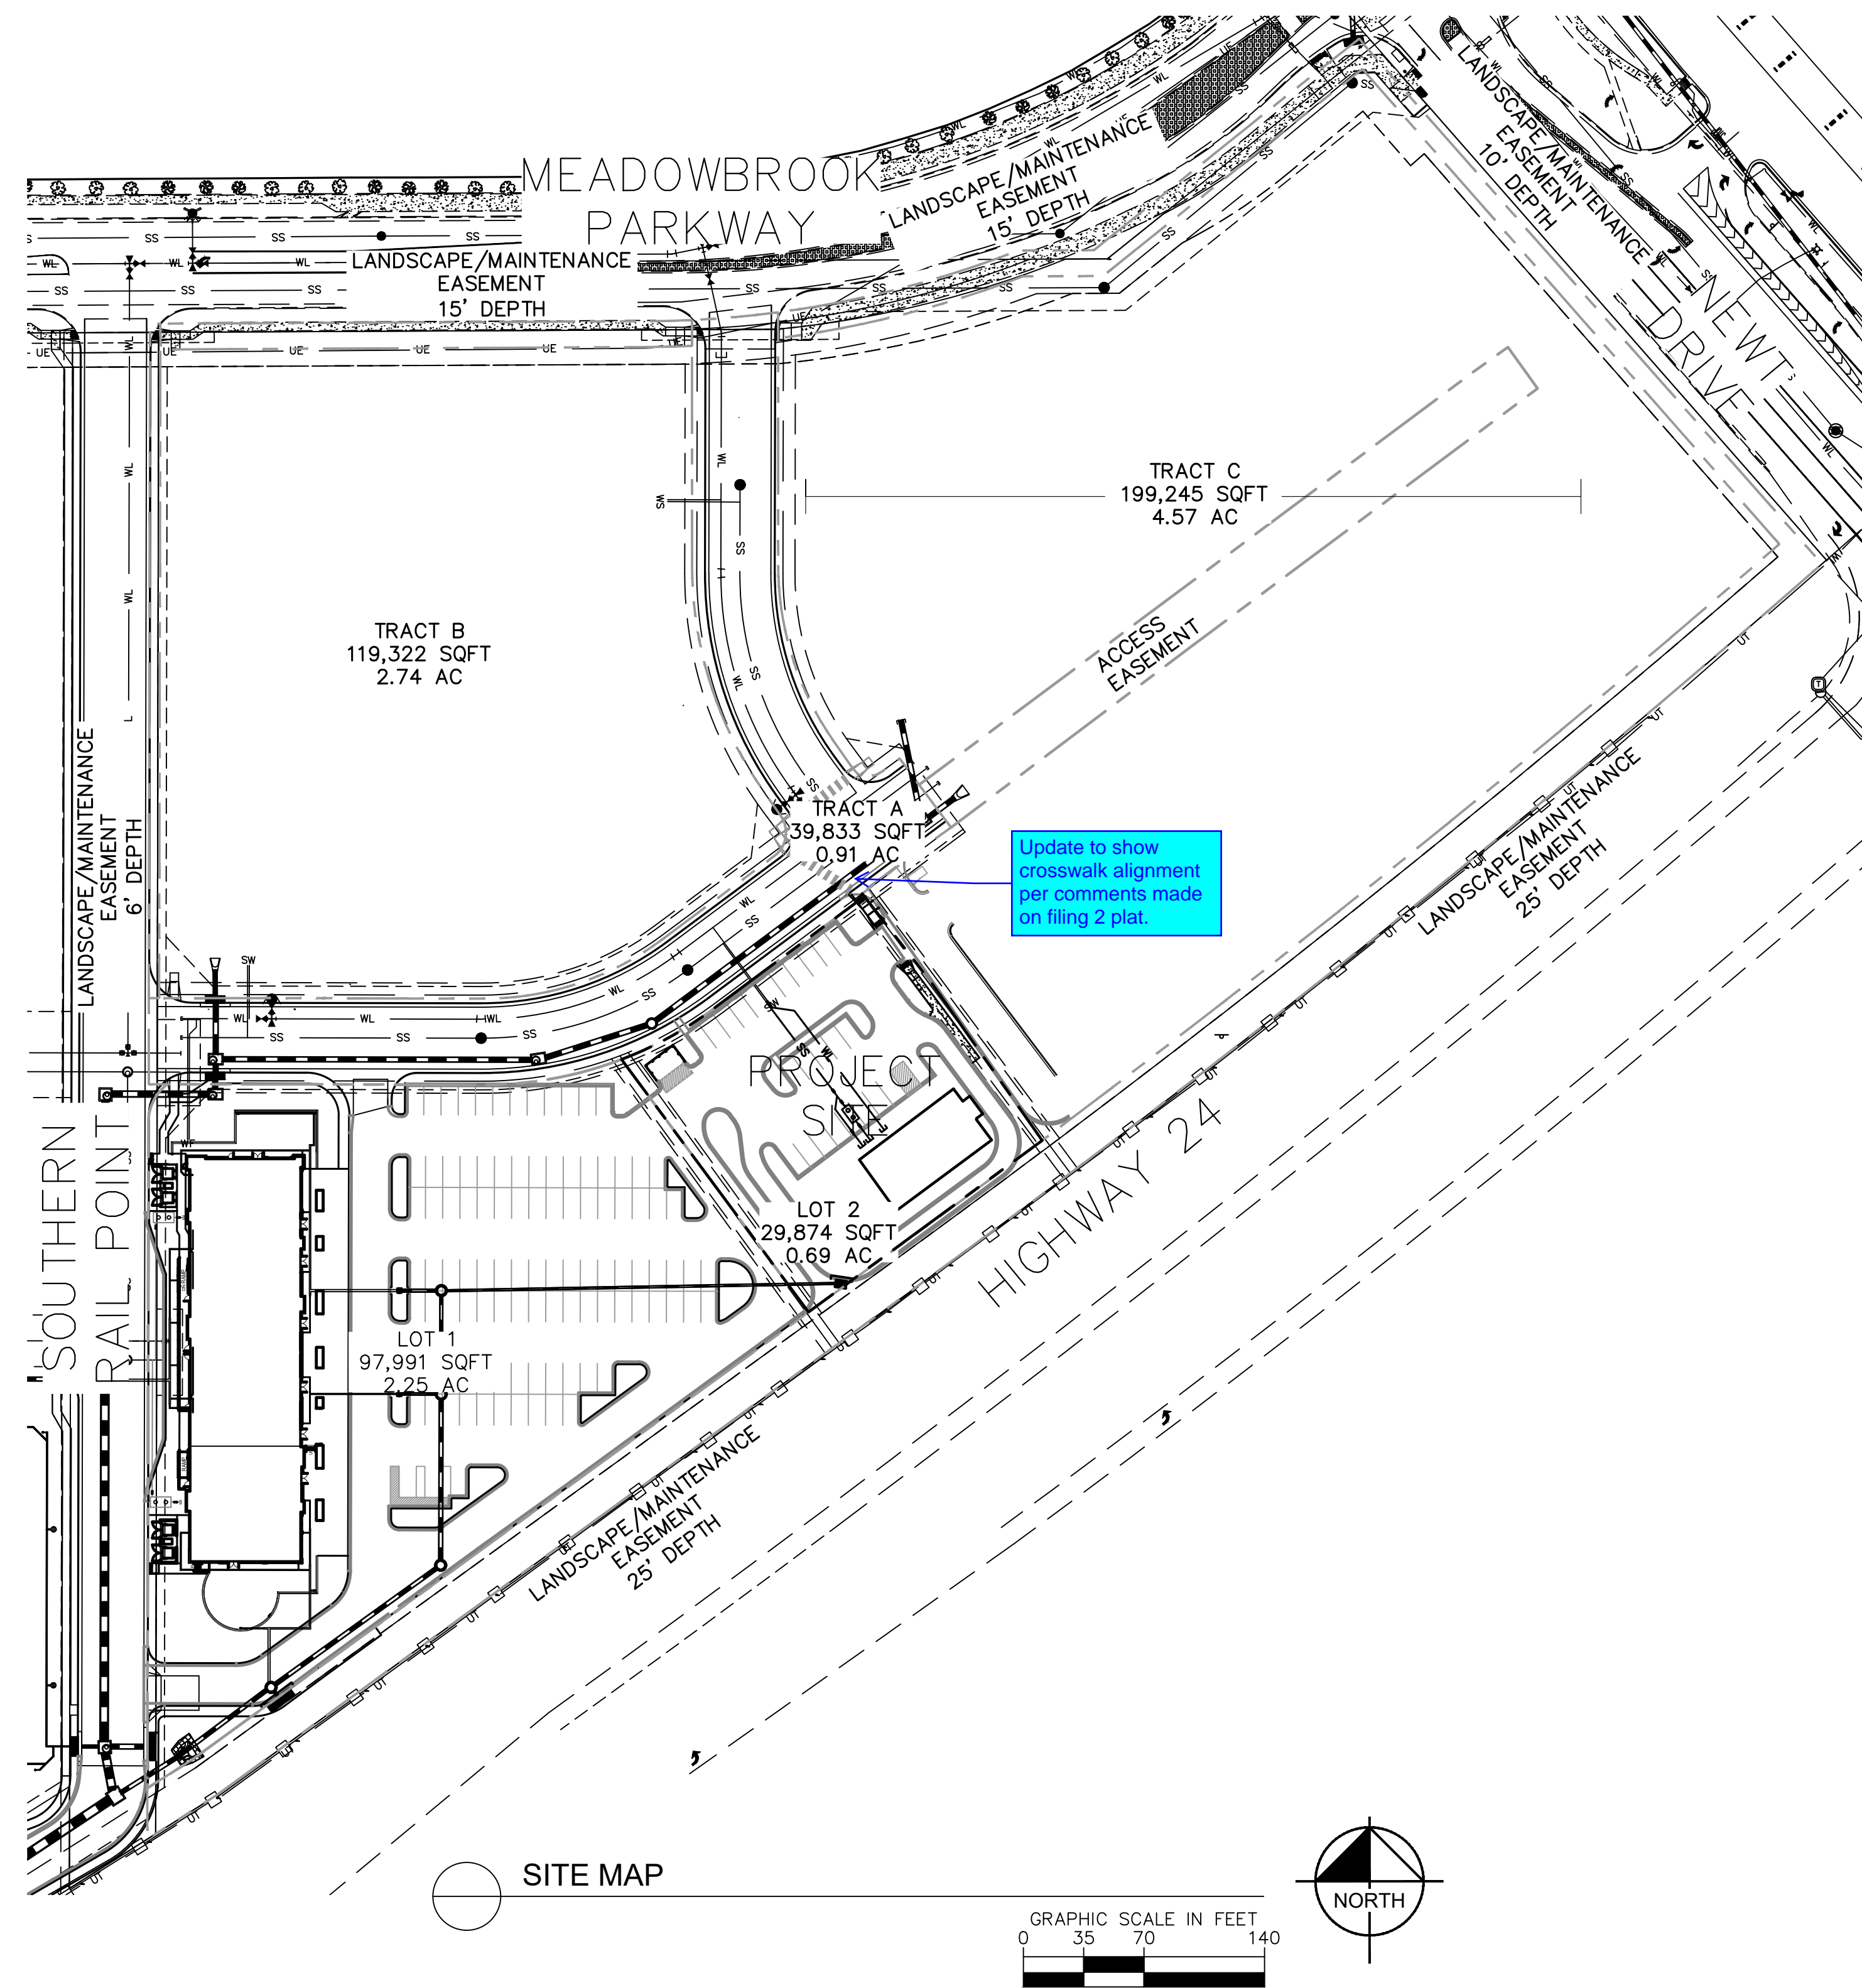 MEADOWBROOK
PARKWAY
LANDSCAPE/MAINTENANCE
EASEMENT
15' DEPTH
LANDSCAPE/MAINTENANCE
EASEMENT
15' DEPTH
LANDSCAPE/MAINTENANCE
EASEMENT
10' DEPTH
NEWT
DRIVE
TRACT C
199,245 SQFT
4.57 AC
TRACT B
119,322 SQFT
2.74 AC
ACCESS
EASEMENT
LANDSCAPE/MAINTENANCE
EASEMENT
6' DEPTH
TRACT A
39,833 SQFT
0.91 AC
Update to show
crosswalk alignment
per comments made
on filing 2 plat.
LANDSCAPE/MAINTENANCE
EASEMENT
25' DEPTH
PROJECT
SITE
SOUTHERN
RAIL POINT
LOT 2
29,874 SQFT
0.69 AC
HIGHWAY 24
LOT 1
97,991 SQFT
2.25 AC
LANDSCAPE/MAINTENANCE
EASEMENT
25' DEPTH
SITE MAP
NORTH
GRAPHIC SCALE IN FEET
0 35 70 140